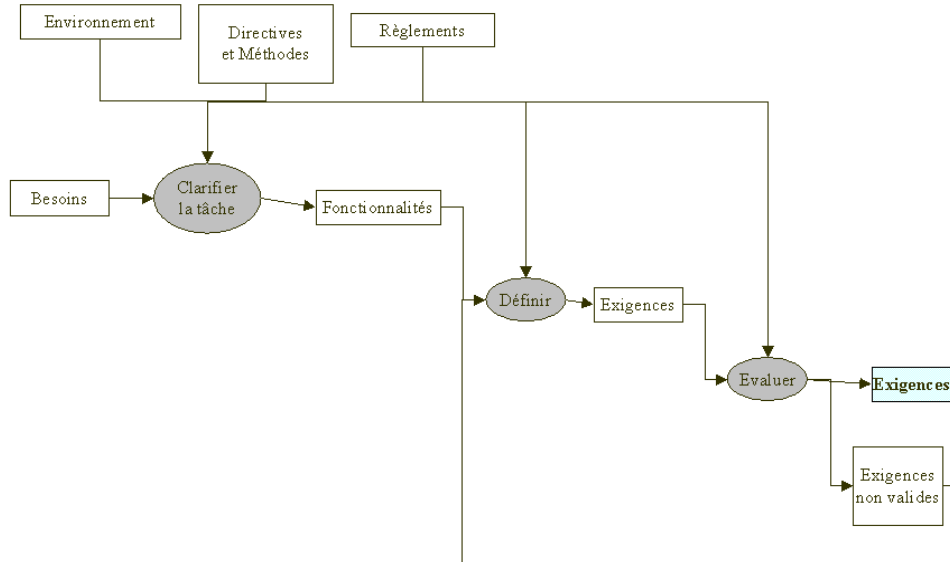 Environnement
Directives
et Méthodes
Règlements
Besoins
Clarifier
la tâche
Fonctionnalités
Définir
Exigences
Evaluer
Exigences
Exigences
non valides